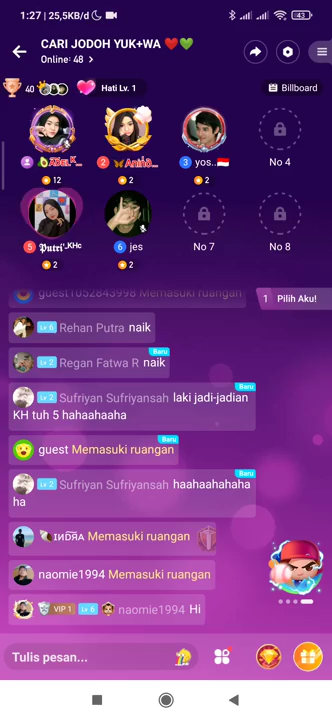 1:27 | 25,5KB/d
43
CARI JODOH YUK+WA ❤️💚
Online: 48 >
40
Hati Lv. 1
Billboard
12
2
2
yos..🇮🇩
3
2
No 4
5 Putri'-ᴷᴴᶜ
2
6 jes
2
No 7
No 8
guest1052843998 Memasuki ruangan
1 Pilih Aku!
Lv 6 Rehan Putra naik
Baru
Lv 2 Regan Fatwa R naik
Baru
Lv 2 Sufriyan Sufriyansah laki jadi-jadian
KH tuh 5 hahaahaaha
Baru
guest Memasuki ruangan
Baru
Lv 2 Sufriyan Sufriyansah haahaahahaha
ha
ɪᴎDЯᴀ Memasuki ruangan
naomie1994 Memasuki ruangan
VIP 1 Lv 6 naomie1994 Hi
Tulis pesan...